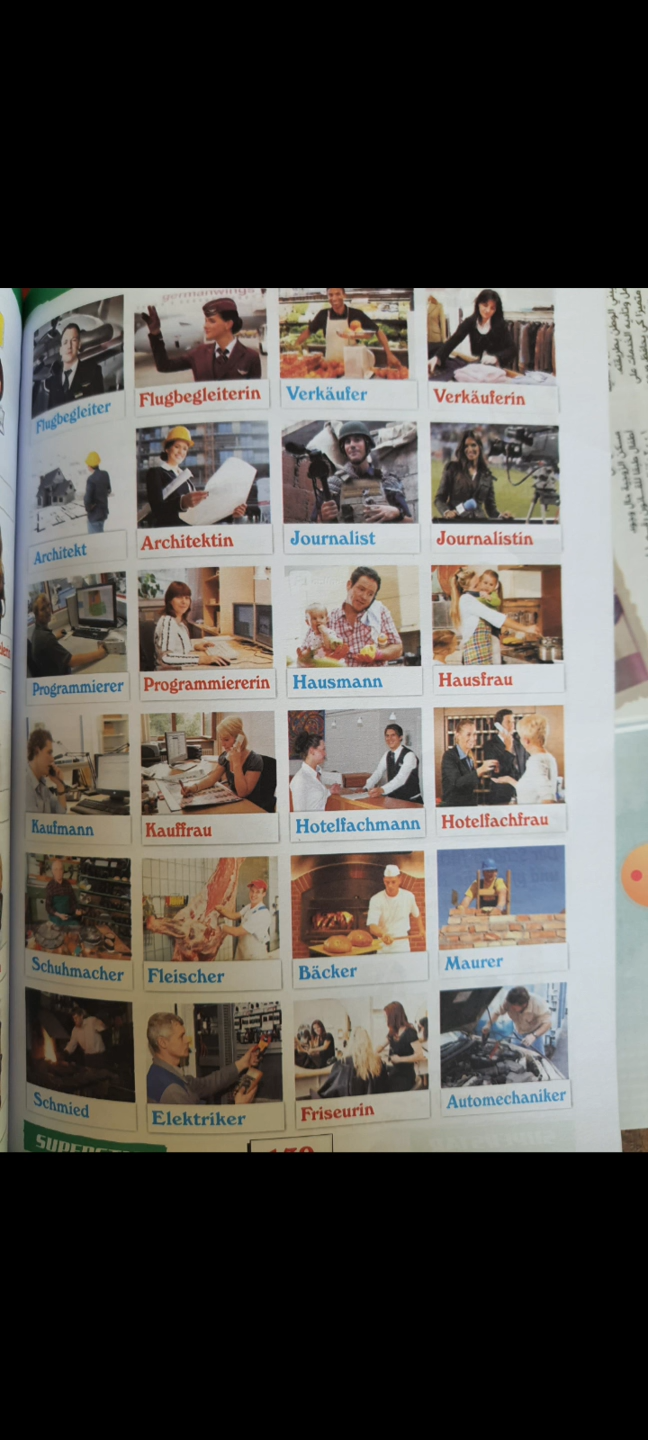 germanwings
Flugbegleiter
Flugbegleiterin
Verkäufer
Verkäuferin
Architekt
Architektin
Journalist
Journalistin
Programmierer
Programmiererin
Hausmann
Hausfrau
Kaufmann
Kauffrau
Hotelfachmann
Hotelfachfrau
Schuhmacher
Fleischer
Bäcker
Maurer
Schmied
Elektriker
Friseurin
Automechaniker